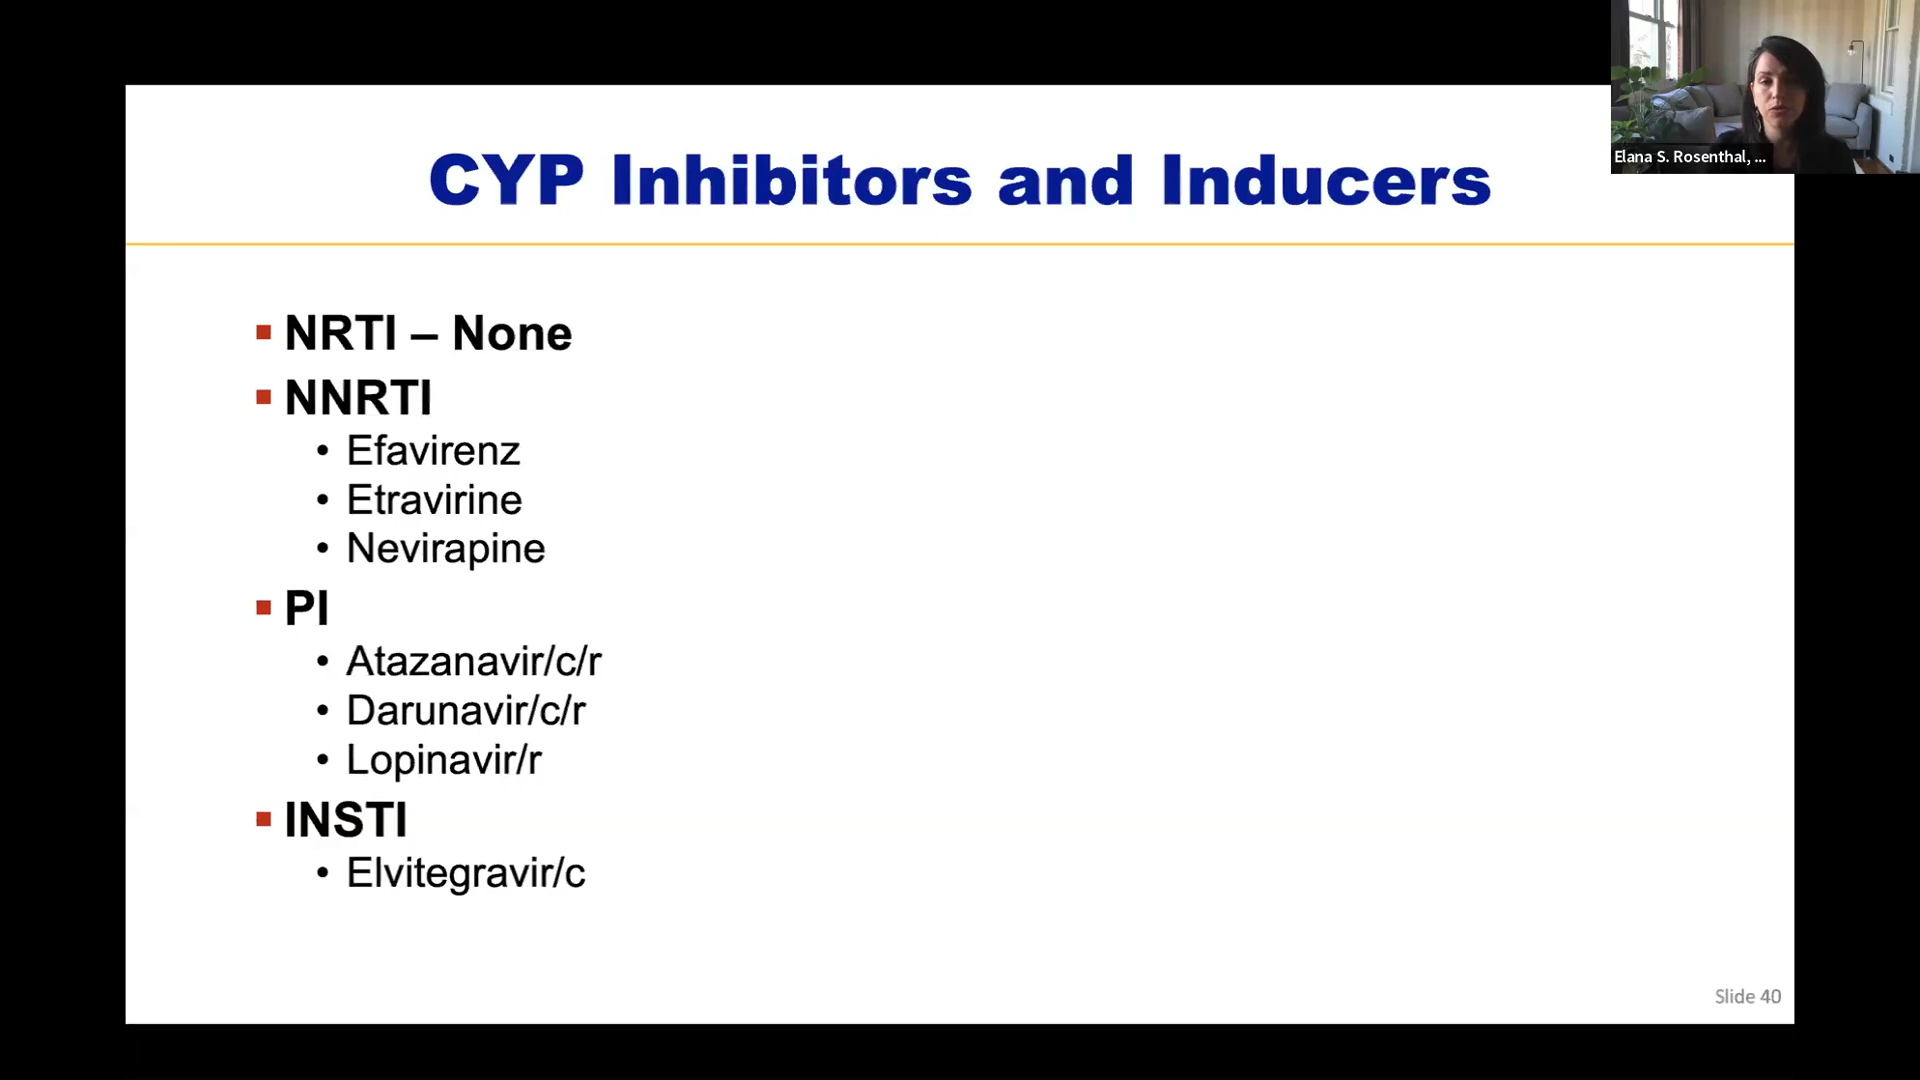 Elana S. Rosenthal, ...
CYP Inhibitors and Inducers
▪ NRTI – None
▪ NNRTI
• Efavirenz
• Etravirine
• Nevirapine
▪ PI
• Atazanavir/c/r
• Darunavir/c/r
• Lopinavir/r
▪ INSTI
• Elvitegravir/c
Slide 40